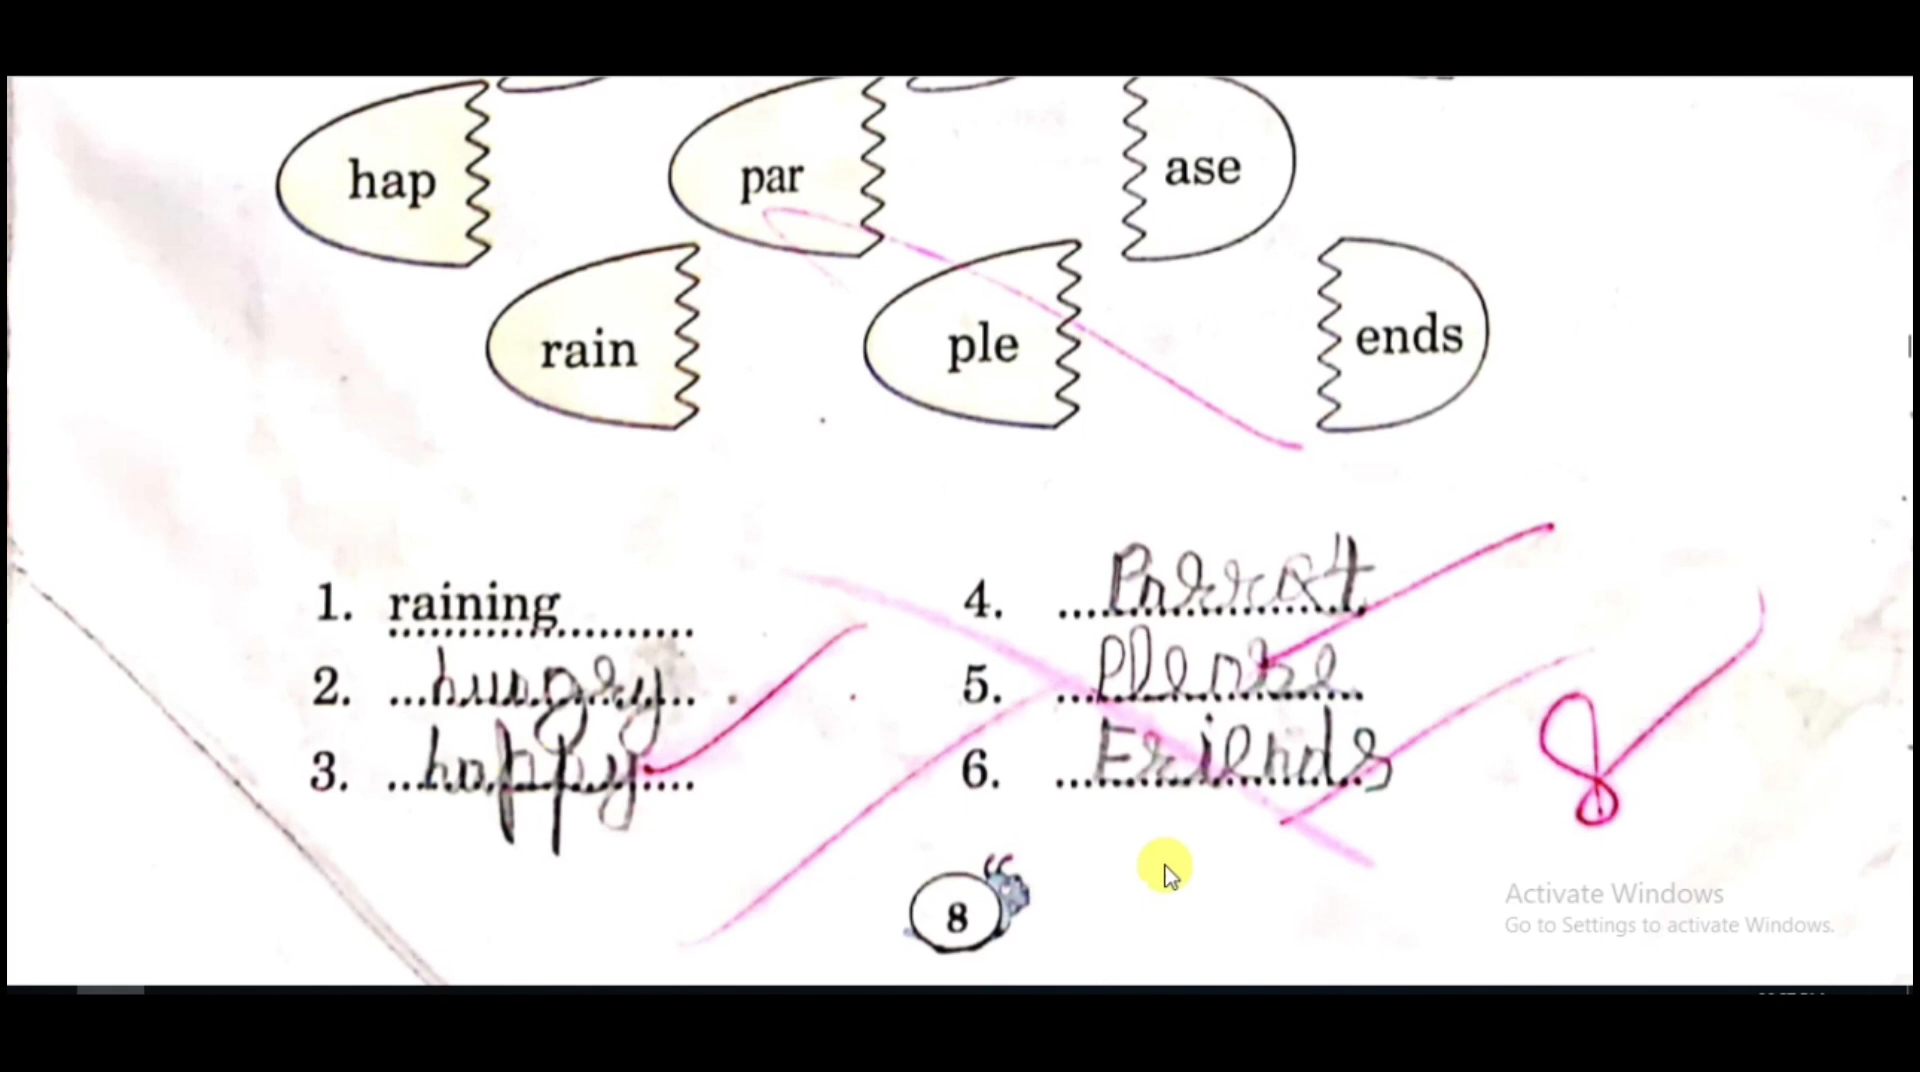 hap par ase
rain ple ends
1. raining 4. Parrot
2. hungry 5. Please
3. happy 6. Friends
8
8
Activate Windows
Go to Settings to activate Windows.